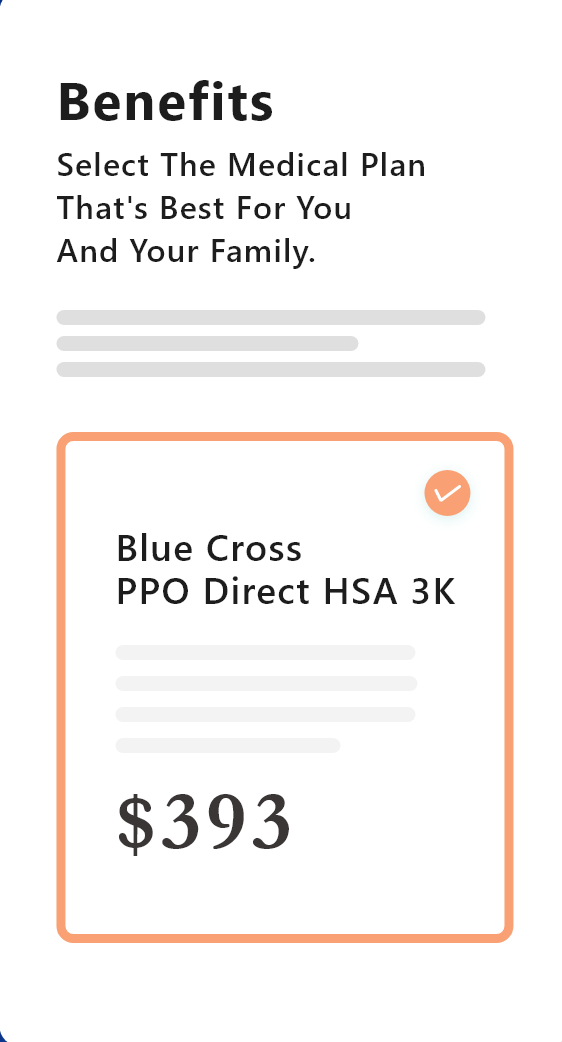 Benefits
Select The Medical Plan
That's Best For You
And Your Family.
Blue Cross
PPO Direct HSA 3K
$393